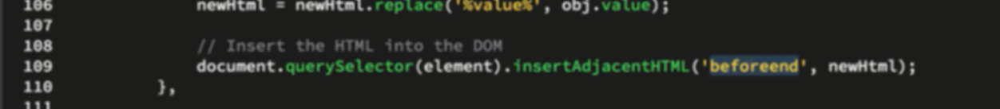 106 newHtml = newHtml.replace('%value%', obj.value);
107
108 // Insert the HTML into the DOM
109 document.querySelector(element).insertAdjacentHTML('beforeend', newHtml);
110 },
111